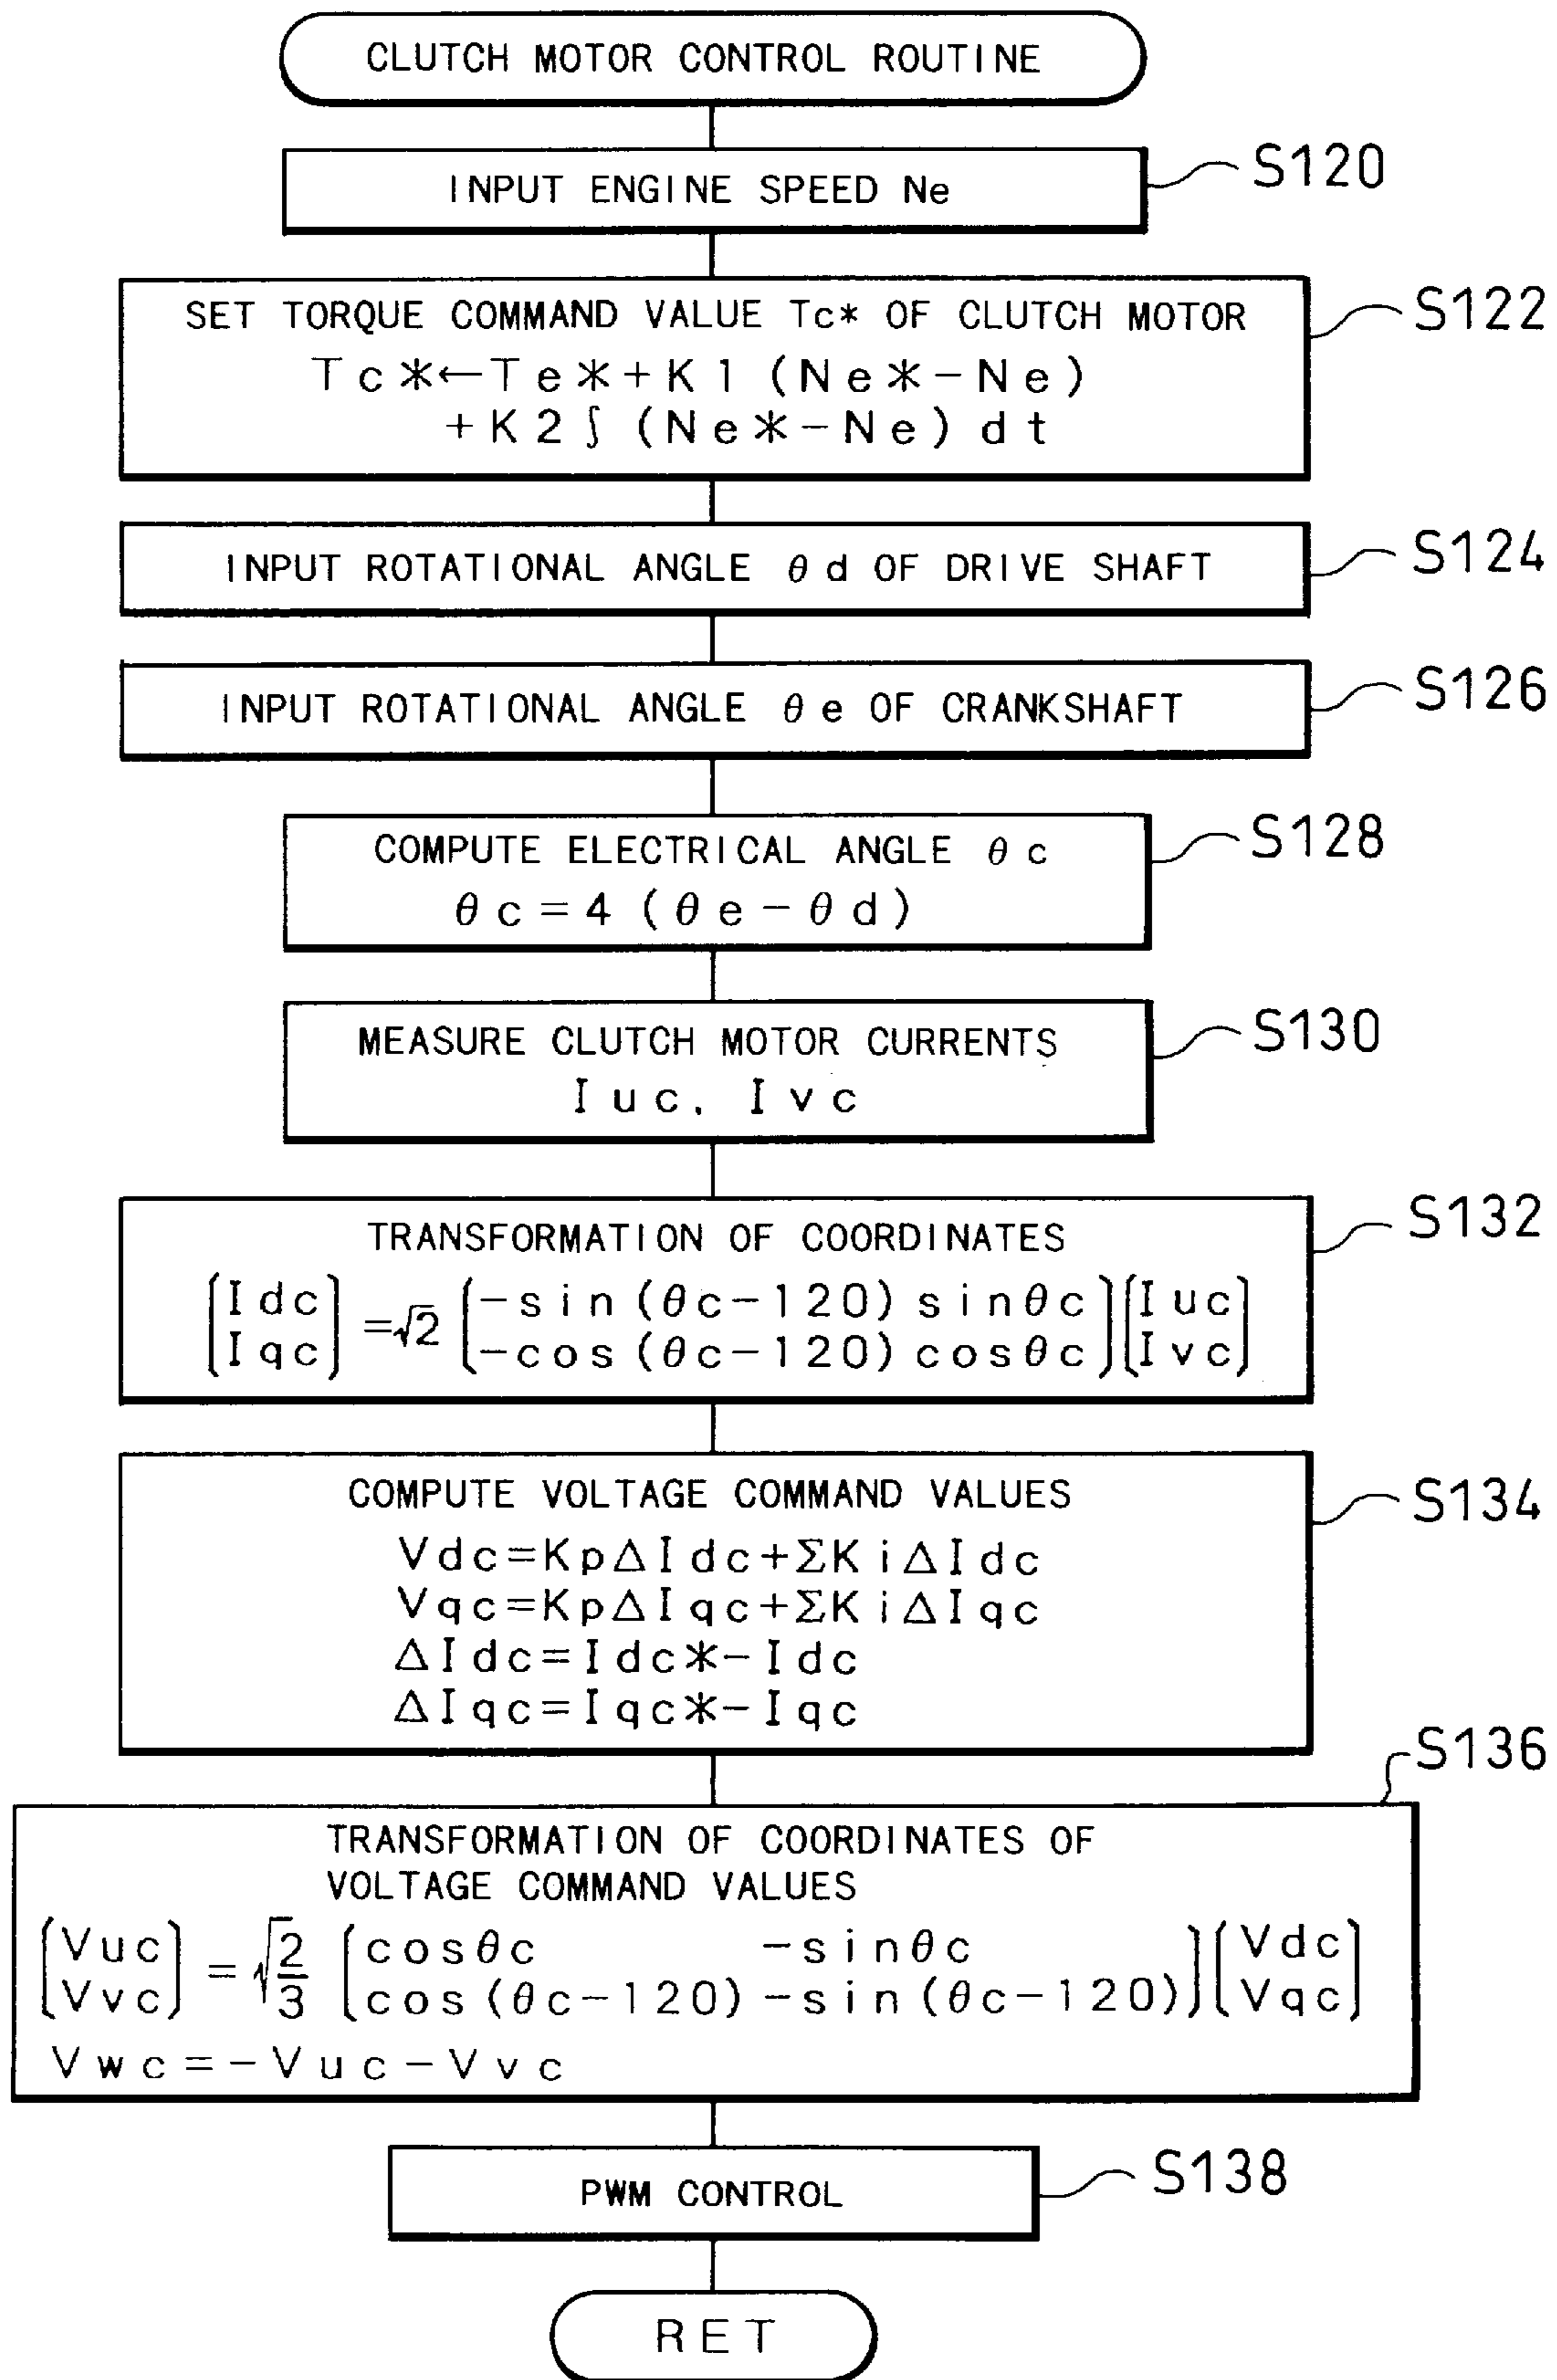 CLUTCH MOTOR CONTROL ROUTINE
INPUT ENGINE SPEED Ne
S120
SET TORQUE COMMAND VALUE Tc* OF CLUTCH MOTOR
Tc*←Te*+K1 (Ne*-Ne)
+K2∫ (Ne*-Ne) dt
S122
INPUT ROTATIONAL ANGLE θd OF DRIVE SHAFT
S124
INPUT ROTATIONAL ANGLE θe OF CRANKSHAFT
S126
COMPUTE ELECTRICAL ANGLE θc
θc=4 (θe-θd)
S128
MEASURE CLUTCH MOTOR CURRENTS
Iuc, Ivc
S130
TRANSFORMATION OF COORDINATES
[Idc] =√2 [-sin (θc-120) sinθc] [Iuc]
[Iqc] [-cos (θc-120) cosθc] [Ivc]
S132
COMPUTE VOLTAGE COMMAND VALUES
Vdc=KpΔIdc+ΣKiΔIdc
Vqc=KpΔIqc+ΣKiΔIqc
ΔIdc=Idc*-Idc
ΔIqc=Iqc*-Iqc
S134
S136
TRANSFORMATION OF COORDINATES OF
VOLTAGE COMMAND VALUES
[Vuc] = √2/3 [cosθc -sinθc] [Vdc]
[Vvc] [cos (θc-120) -sin (θc-120)] [Vqc]
Vwc=-Vuc-Vvc
PWM CONTROL
S138
RET